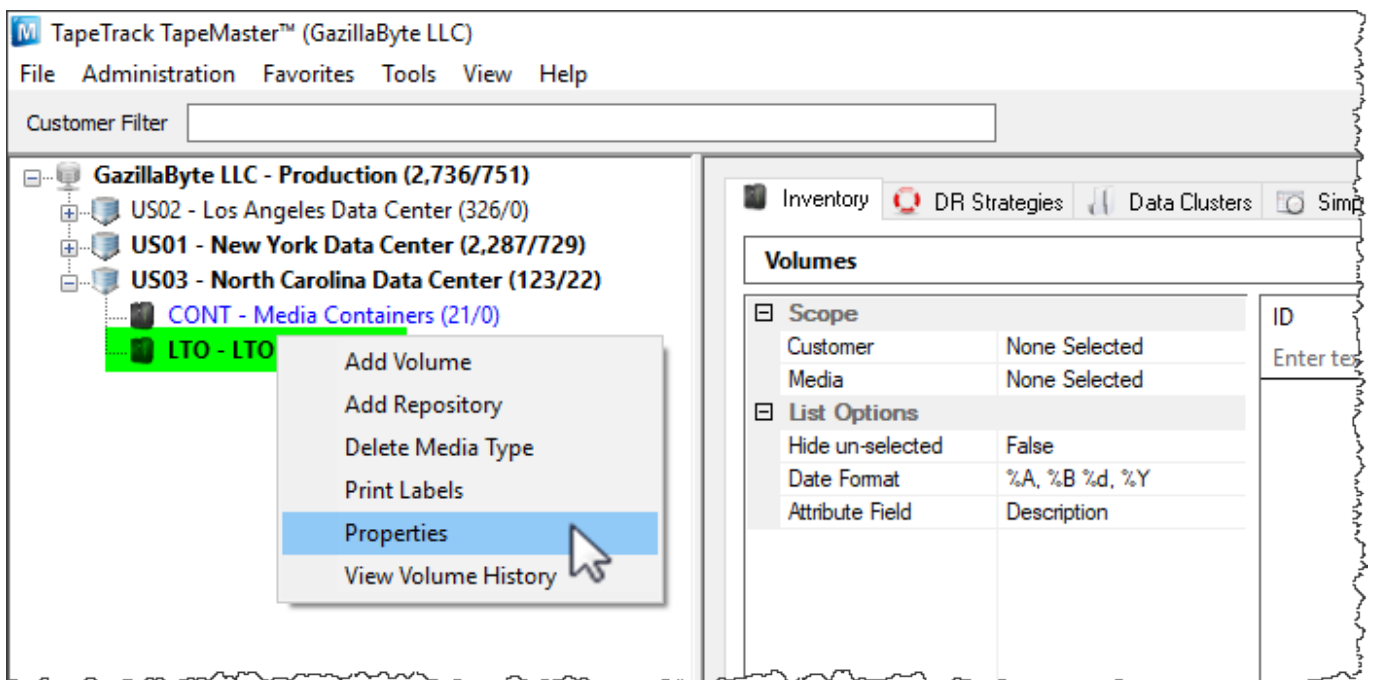 TapeTrack TapeMaster™ (GazillaByte LLC)
File Administration Favorites Tools View Help
Customer Filter
GazillaByte LLC - Production (2,736/751)
US02 - Los Angeles Data Center (326/0)
US01 - New York Data Center (2,287/729)
US03 - North Carolina Data Center (123/22)
CONT - Media Containers (21/0)
LTO - LTO
Add Volume
Add Repository
Delete Media Type
Print Labels
Properties
View Volume History
Inventory DR Strategies Data Clusters
Volumes
Scope
Customer None Selected
Media None Selected
List Options
Hide un-selected False
Date Format %A, %B %d, %Y
Attribute Field Description
ID
Enter